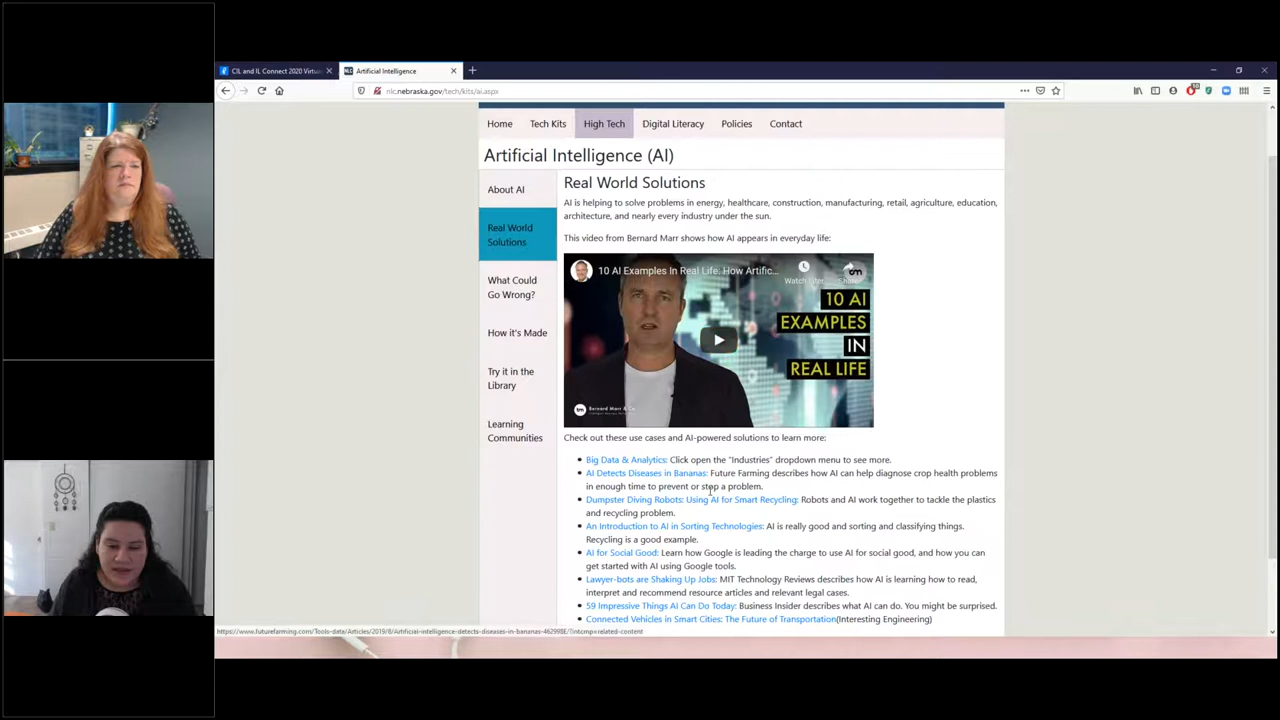 CIL and IL Connect 2020 Virtua
Artificial Intelligence
nlc.nebraska.gov/tech/kits/ai.aspx
Home Tech Kits High Tech Digital Literacy Policies Contact
Artificial Intelligence (AI)
About AI
Real World
Solutions
What Could
Go Wrong?
How it's Made
Try it in the
Library
Learning
Communities
Real World Solutions
AI is helping to solve problems in energy, healthcare, construction, manufacturing, retail, agriculture, education,
architecture, and nearly every industry under the sun.
This video from Bernard Marr shows how AI appears in everyday life:
10 AI Examples In Real Life: How Artific...
Watch later Share
10 AI
EXAMPLES
IN
REAL LIFE
Bernard Marr & Co.
Check out these use cases and AI-powered solutions to learn more:
Big Data & Analytics: Click open the "Industries" dropdown menu to see more.
AI Detects Diseases in Bananas: Future Farming describes how AI can help diagnose crop health problems
in enough time to prevent or stop a problem.
Dumpster Diving Robots: Using AI for Smart Recycling: Robots and AI work together to tackle the plastics
and recycling problem.
An Introduction to AI in Sorting Technologies: AI is really good and sorting and classifying things.
Recycling is a good example.
AI for Social Good: Learn how Google is leading the charge to use AI for social good, and how you can
get started with AI using Google tools.
Lawyer-bots are Shaking Up Jobs: MIT Technology Reviews describes how AI is learning how to read,
interpret and recommend resource articles and relevant legal cases.
59 Impressive Things AI Can Do Today: Business Insider describes what AI can do. You might be surprised.
Connected Vehicles in Smart Cities: The Future of Transportation(Interesting Engineering)